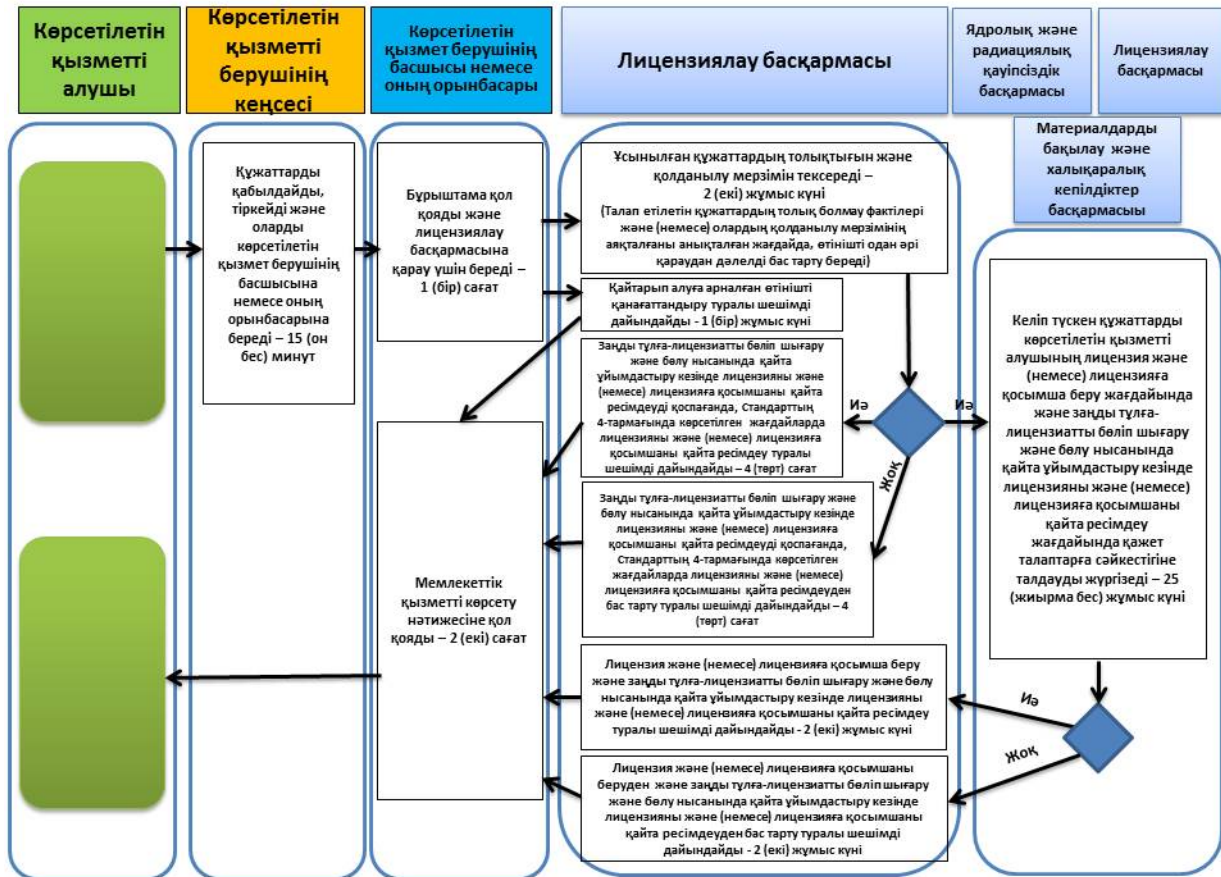 Көрсетілетін
қызметті
алушы
Көрсетілетін
қызметті
берушінің
кеңсесі
Көрсетілетін
қызмет берушінің
басшысы немесе
оның орынбасары
Лицензиялау басқармасы
Ядролық және
радиациялық
қауіпсіздік
басқармасы
Лицензиялау
басқармасы
Материалдарды
бақылау және
халықаралық
кепілдіктер
басқармасыы
Құжаттарды
қабылдайды,
тіркейді және
оларды
көрсетілетін
қызмет берушінің
басшысына
немесе оның
орынбасарына
береді – 15 (он
бес) минут
Бұрыштама қол
қояды және
лицензиялау
басқармасына
қарау үшін береді –
1 (бір) сағат
Ұсынылған құжаттардың толықтығын және
қолданылу мерзімін тексереді –
2 (екі) жұмыс күні
(Талап етілетін құжаттардың толық болмау фактілері
және (немесе) олардың қолданылу мерзімінің
аяқталғаны анықталған жағдайда, өтінішті одан әрі
қараудан дәлелді бас тарту береді)
Қайтарып алуға арналған өтінішті
қанағаттандыру туралы шешімді
дайындайды - 1 (бір) жұмыс күні
Заңды тұлға-лицензиатты бөліп шығару
және бөлу нысанында қайта
ұйымдастыру кезінде лицензияны және
(немесе) лицензияға қосымшаны қайта
ресімдеуді қоспағанда, Стандарттың
4-тармағында көрсетілген жағдайларда
лицензияны және (немесе) лицензияға
қосымшаны қайта ресімдеу туралы
шешімді дайындайды – 4 (төрт) сағат
Иә
Иә
Жоқ
Заңды тұлға-лицензиатты бөліп шығару және
бөлу нысанында қайта ұйымдастыру кезінде
лицензияны және (немесе) лицензияға
қосымшаны қайта ресімдеуді қоспағанда,
Стандарттың 4-тармағында көрсетілген
жағдайларда лицензияны және (немесе)
лицензияға қосымшаны қайта ресімдеуден
бас тарту туралы шешімді дайындайды – 4
(төрт) сағат
Мемлекеттік
қызметті көрсету
нәтижесіне қол
қояды – 2 (екі) сағат
Келіп түскен құжаттарды
көрсетілетін қызметті
алушының лицензия және
(немесе) лицензияға
қосымша беру жағдайында
және заңды тұлға-
лицензиатты бөліп шығару
және бөлу нысанында
қайта ұйымдастыру кезінде
лицензияны және (немесе)
лицензияға қосымшаны
қайта ресімдеу
жағдайында қажет
талаптарға сәйкестігіне
талдауды жүргізеді – 25
(жиырма бес) жұмыс күні
Лицензия және (немесе) лицензияға қосымша беру
және заңды тұлға-лицензиатты бөліп шығару және бөлу
нысанында қайта ұйымдастыру кезінде лицензияны
және (немесе) лицензияға қосымшаны қайта ресімдеу
туралы шешімді дайындайды - 2 (екі) жұмыс күні
Иә
Жоқ
Лицензия және (немесе) лицензияға қосымшаны
беруден және заңды тұлға-лицензиатты бөліп шығару
және бөлу нысанында қайта ұйымдастыру кезінде
лицензияны және (немесе) лицензияға қосымшаны
қайта ресімдеуден бас тарту туралы шешімді
дайындайды - 2 (екі) жұмыс күні